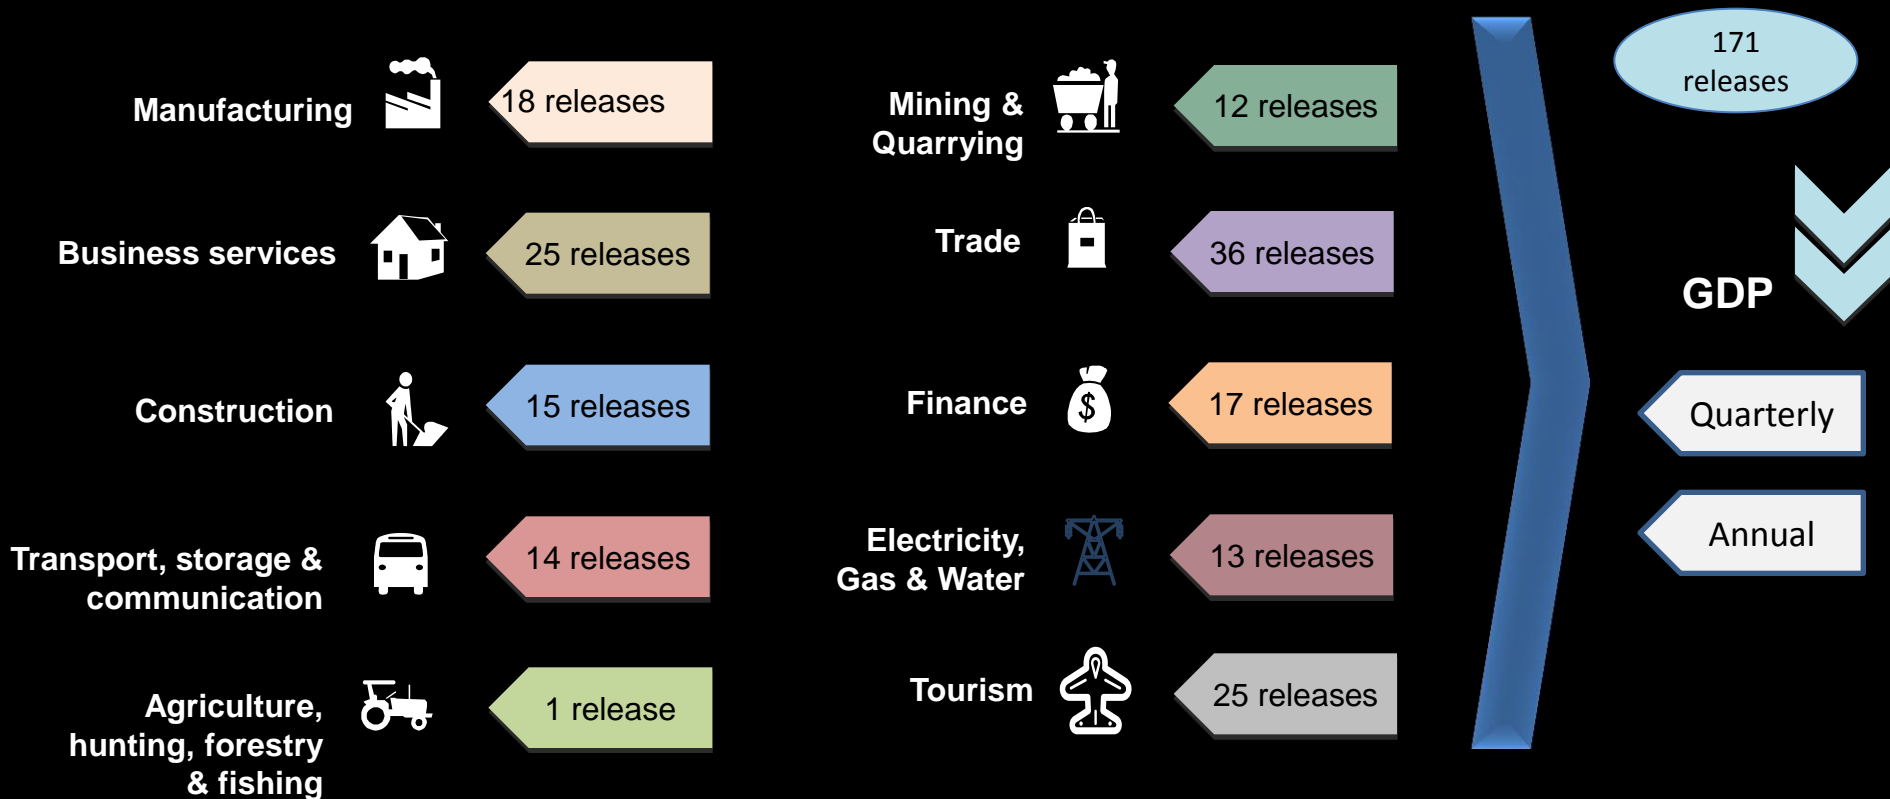 Manufacturing
18 releases
Business services
25 releases
Construction
15 releases
Transport, storage &
communication
14 releases
Agriculture,
hunting, forestry
& fishing
1 release
Mining &
Quarrying
12 releases
Trade
36 releases
Finance
$
17 releases
Electricity,
Gas & Water
13 releases
Tourism
25 releases
171
releases
GDP
Quarterly
Annual